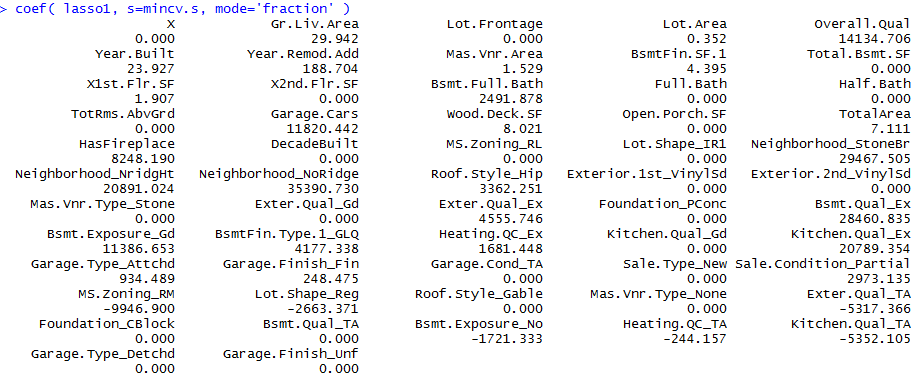 > coef( lasso1, s=mincv.s, mode='fraction' )
X Gr.Liv.Area Lot.Frontage Lot.Area Overall.Qual
0.000 29.942 0.000 0.352 14134.706
Year.Built Year.Remod.Add Mas.Vnr.Area BsmtFin.SF.1 Total.Bsmt.SF
23.927 188.704 1.529 4.395 0.000
X1st.Flr.SF X2nd.Flr.SF Bsmt.Full.Bath Full.Bath Half.Bath
1.907 0.000 2491.878 0.000 0.000
TotRms.AbvGrd Garage.Cars Wood.Deck.SF Open.Porch.SF TotalArea
0.000 11820.442 8.021 0.000 7.111
HasFireplace DecadeBuilt MS.Zoning_RL Lot.Shape_IR1 Neighborhood_StoneBr
8248.190 0.000 0.000 0.000 29467.505
Neighborhood_NridgHt Neighborhood_NoRidge Roof.Style_Hip Exterior.1st_VinylSd Exterior.2nd_VinylSd
20891.024 35390.730 3362.251 0.000 0.000
Mas.Vnr.Type_Stone Exter.Qual_Gd Exter.Qual_Ex Foundation_PConc Bsmt.Qual_Ex
0.000 0.000 4555.746 0.000 28460.835
Bsmt.Exposure_Gd BsmtFin.Type.1_GLQ Heating.QC_Ex Kitchen.Qual_Gd Kitchen.Qual_Ex
11386.653 4177.338 1681.448 0.000 20789.354
Garage.Type_Attchd Garage.Finish_Fin Garage.Cond_TA Sale.Type_New Sale.Condition_Partial
934.489 248.475 0.000 0.000 2973.135
MS.Zoning_RM Lot.Shape_Reg Roof.Style_Gable Mas.Vnr.Type_None Exter.Qual_TA
-9946.900 -2663.371 0.000 0.000 -5317.366
Foundation_CBlock Bsmt.Qual_TA Bsmt.Exposure_No Heating.QC_TA Kitchen.Qual_TA
0.000 0.000 -1721.333 -244.157 -5352.105
Garage.Type_Detchd Garage.Finish_Unf
0.000 0.000